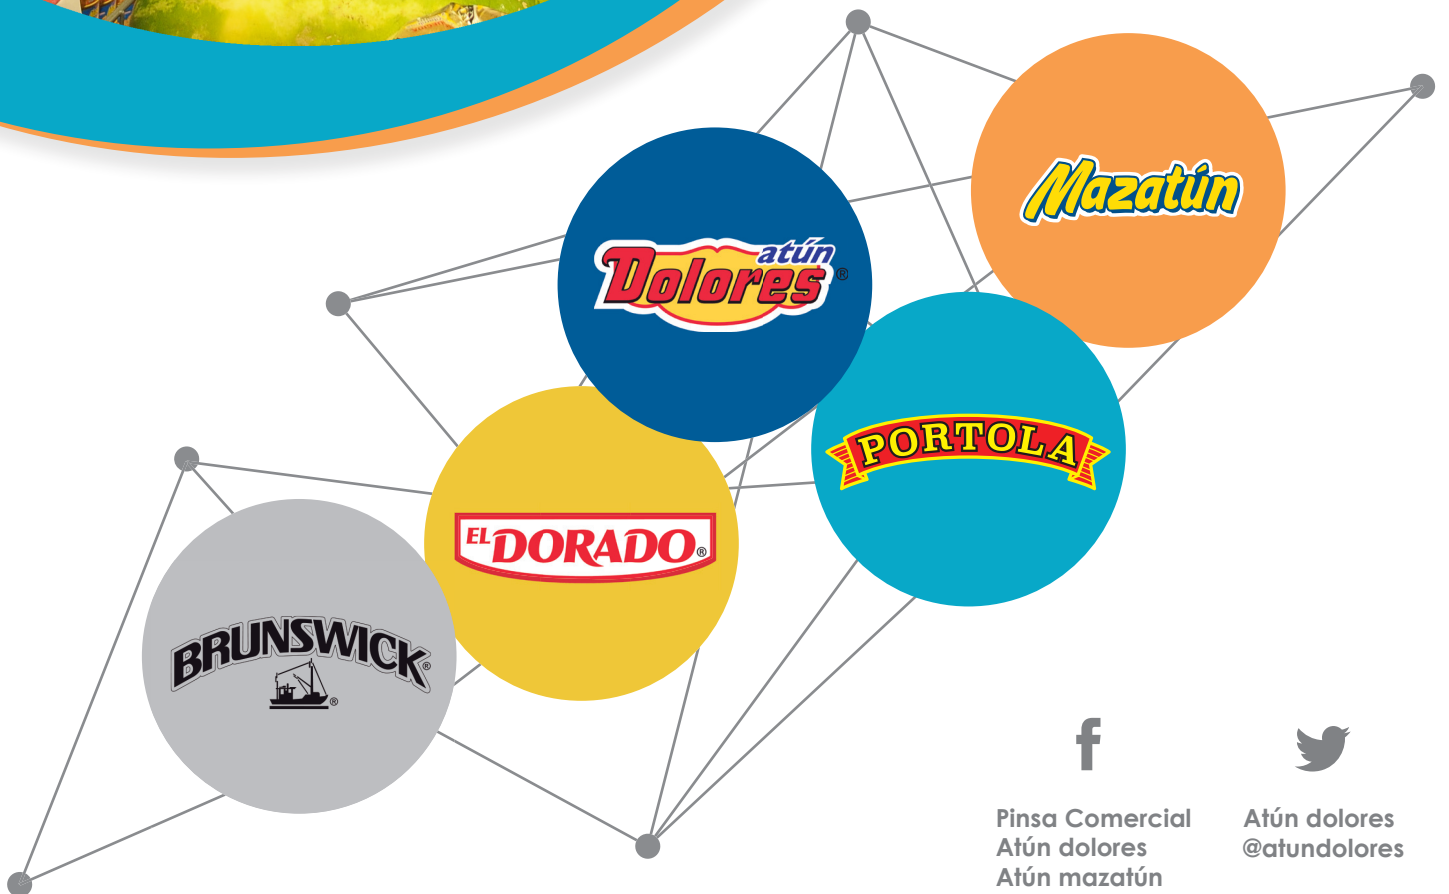 Mazatún
atún
Dolores®
PORTOLA
EL DORADO®
BRUNSWICK®
®
Pinsa Comercial
Atún dolores
Atún mazatún
Atún dolores
@atundolores